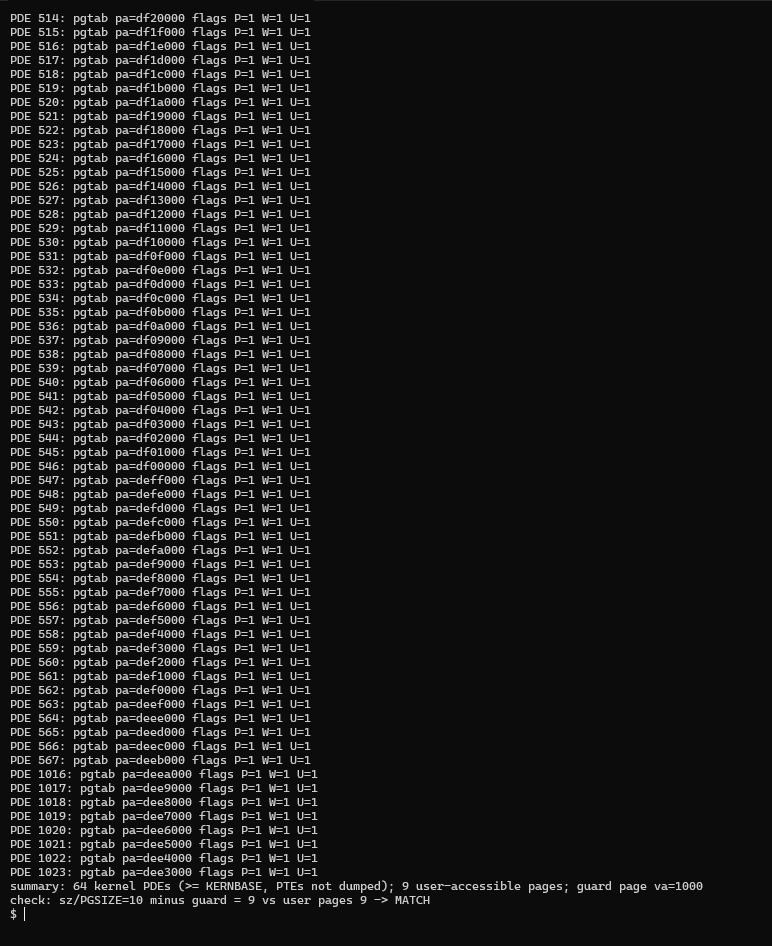 PDE 514: pgtab pa=df20000 flags P=1 W=1 U=1
PDE 515: pgtab pa=df1f000 flags P=1 W=1 U=1
PDE 516: pgtab pa=df1e000 flags P=1 W=1 U=1
PDE 517: pgtab pa=df1d000 flags P=1 W=1 U=1
PDE 518: pgtab pa=df1c000 flags P=1 W=1 U=1
PDE 519: pgtab pa=df1b000 flags P=1 W=1 U=1
PDE 520: pgtab pa=df1a000 flags P=1 W=1 U=1
PDE 521: pgtab pa=df19000 flags P=1 W=1 U=1
PDE 522: pgtab pa=df18000 flags P=1 W=1 U=1
PDE 523: pgtab pa=df17000 flags P=1 W=1 U=1
PDE 524: pgtab pa=df16000 flags P=1 W=1 U=1
PDE 525: pgtab pa=df15000 flags P=1 W=1 U=1
PDE 526: pgtab pa=df14000 flags P=1 W=1 U=1
PDE 527: pgtab pa=df13000 flags P=1 W=1 U=1
PDE 528: pgtab pa=df12000 flags P=1 W=1 U=1
PDE 529: pgtab pa=df11000 flags P=1 W=1 U=1
PDE 530: pgtab pa=df10000 flags P=1 W=1 U=1
PDE 531: pgtab pa=df0f000 flags P=1 W=1 U=1
PDE 532: pgtab pa=df0e000 flags P=1 W=1 U=1
PDE 533: pgtab pa=df0d000 flags P=1 W=1 U=1
PDE 534: pgtab pa=df0c000 flags P=1 W=1 U=1
PDE 535: pgtab pa=df0b000 flags P=1 W=1 U=1
PDE 536: pgtab pa=df0a000 flags P=1 W=1 U=1
PDE 537: pgtab pa=df09000 flags P=1 W=1 U=1
PDE 538: pgtab pa=df08000 flags P=1 W=1 U=1
PDE 539: pgtab pa=df07000 flags P=1 W=1 U=1
PDE 540: pgtab pa=df06000 flags P=1 W=1 U=1
PDE 541: pgtab pa=df05000 flags P=1 W=1 U=1
PDE 542: pgtab pa=df04000 flags P=1 W=1 U=1
PDE 543: pgtab pa=df03000 flags P=1 W=1 U=1
PDE 544: pgtab pa=df02000 flags P=1 W=1 U=1
PDE 545: pgtab pa=df01000 flags P=1 W=1 U=1
PDE 546: pgtab pa=df00000 flags P=1 W=1 U=1
PDE 547: pgtab pa=deff000 flags P=1 W=1 U=1
PDE 548: pgtab pa=defe000 flags P=1 W=1 U=1
PDE 549: pgtab pa=defd000 flags P=1 W=1 U=1
PDE 550: pgtab pa=defc000 flags P=1 W=1 U=1
PDE 551: pgtab pa=defb000 flags P=1 W=1 U=1
PDE 552: pgtab pa=defa000 flags P=1 W=1 U=1
PDE 553: pgtab pa=def9000 flags P=1 W=1 U=1
PDE 554: pgtab pa=def8000 flags P=1 W=1 U=1
PDE 555: pgtab pa=def7000 flags P=1 W=1 U=1
PDE 556: pgtab pa=def6000 flags P=1 W=1 U=1
PDE 557: pgtab pa=def5000 flags P=1 W=1 U=1
PDE 558: pgtab pa=def4000 flags P=1 W=1 U=1
PDE 559: pgtab pa=def3000 flags P=1 W=1 U=1
PDE 560: pgtab pa=def2000 flags P=1 W=1 U=1
PDE 561: pgtab pa=def1000 flags P=1 W=1 U=1
PDE 562: pgtab pa=def0000 flags P=1 W=1 U=1
PDE 563: pgtab pa=deef000 flags P=1 W=1 U=1
PDE 564: pgtab pa=deee000 flags P=1 W=1 U=1
PDE 565: pgtab pa=deed000 flags P=1 W=1 U=1
PDE 566: pgtab pa=deec000 flags P=1 W=1 U=1
PDE 567: pgtab pa=deeb000 flags P=1 W=1 U=1
PDE 1016: pgtab pa=deea000 flags P=1 W=1 U=1
PDE 1017: pgtab pa=dee9000 flags P=1 W=1 U=1
PDE 1018: pgtab pa=dee8000 flags P=1 W=1 U=1
PDE 1019: pgtab pa=dee7000 flags P=1 W=1 U=1
PDE 1020: pgtab pa=dee6000 flags P=1 W=1 U=1
PDE 1021: pgtab pa=dee5000 flags P=1 W=1 U=1
PDE 1022: pgtab pa=dee4000 flags P=1 W=1 U=1
PDE 1023: pgtab pa=dee3000 flags P=1 W=1 U=1
summary: 64 kernel PDEs (>= KERNBASE, PTEs not dumped); 9 user-accessible pages; guard page va=1000
check: sz/PGSIZE=10 minus guard = 9 vs user pages 9 -> MATCH
$